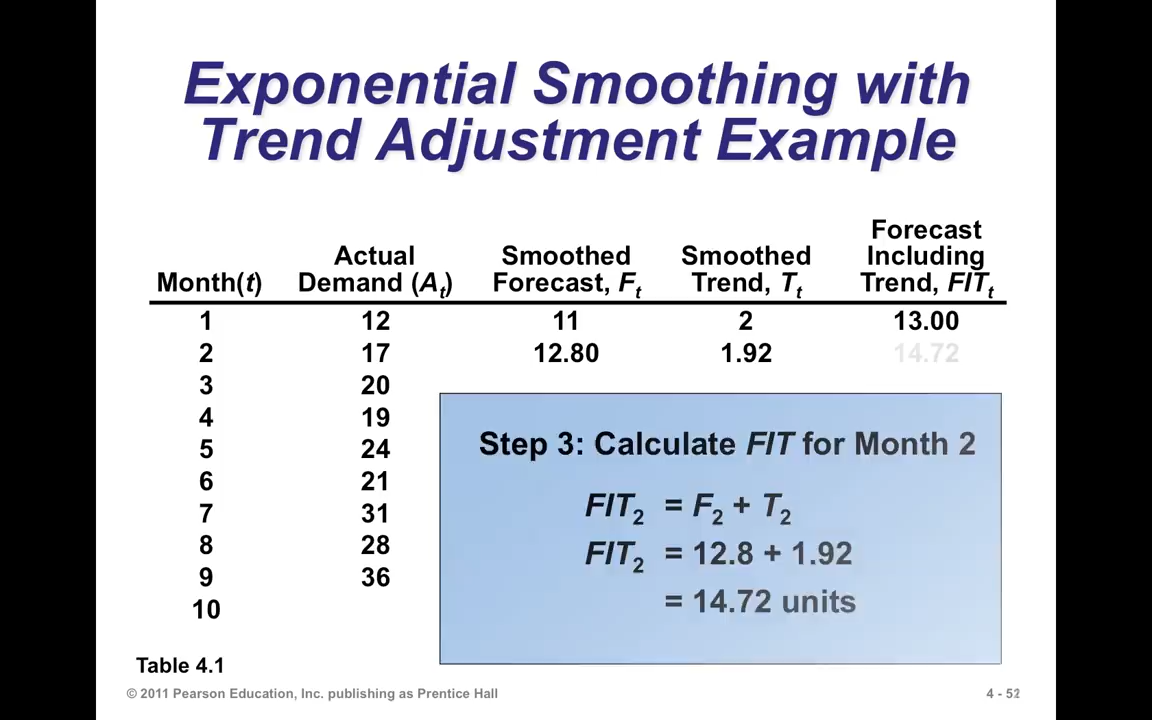 Exponential Smoothing with
Trend Adjustment Example
Month(t) Actual Demand (At) Smoothed Forecast, Ft Smoothed Trend, Tt Forecast Including Trend, FITt
1 12 11 2 13.00
2 17 12.80 1.92 14.72
3 20
4 19
5 24
6 21
7 31
8 28
9 36
10
Step 3: Calculate FIT for Month 2
FIT2 = F2 + T2
FIT2 = 12.8 + 1.92
= 14.72 units
Table 4.1
© 2011 Pearson Education, Inc. publishing as Prentice Hall
4 - 5